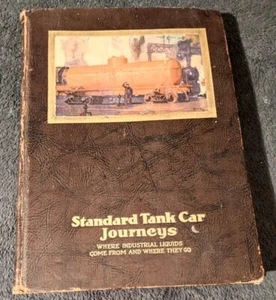 Standard Tank Car
Journeys
WHERE INDUSTRIAL LIQUIDS
COME FROM AND WHERE THEY GO